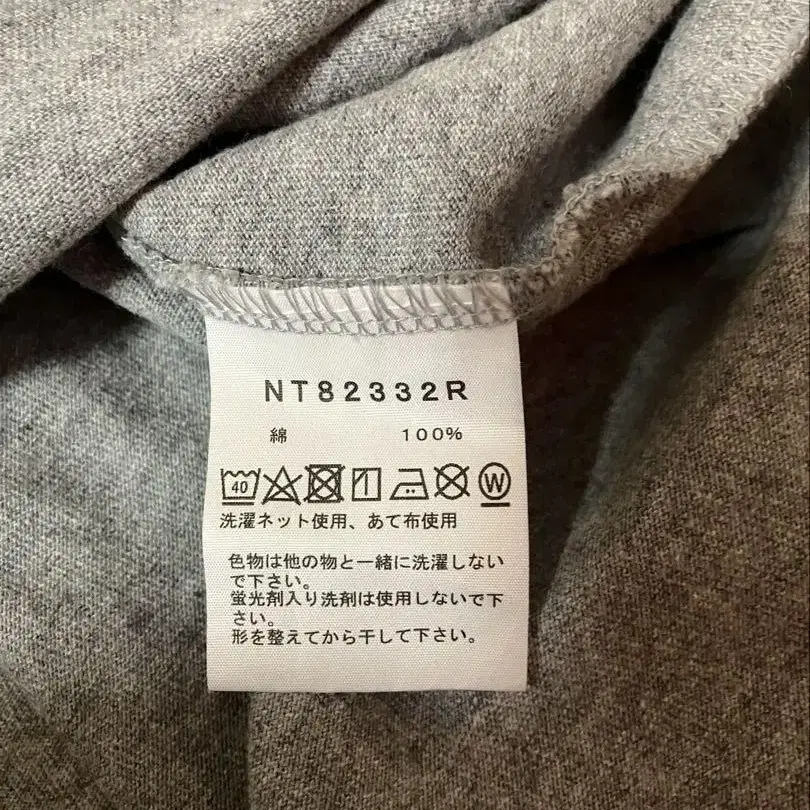 NT82332R
綿 100%
40 W
洗濯ネット使用、あて布使用
色物は他の物と一緒に洗濯しない
で下さい。
蛍光剤入り洗剤は使用しないで下
さい。
形を整えてから干して下さい。